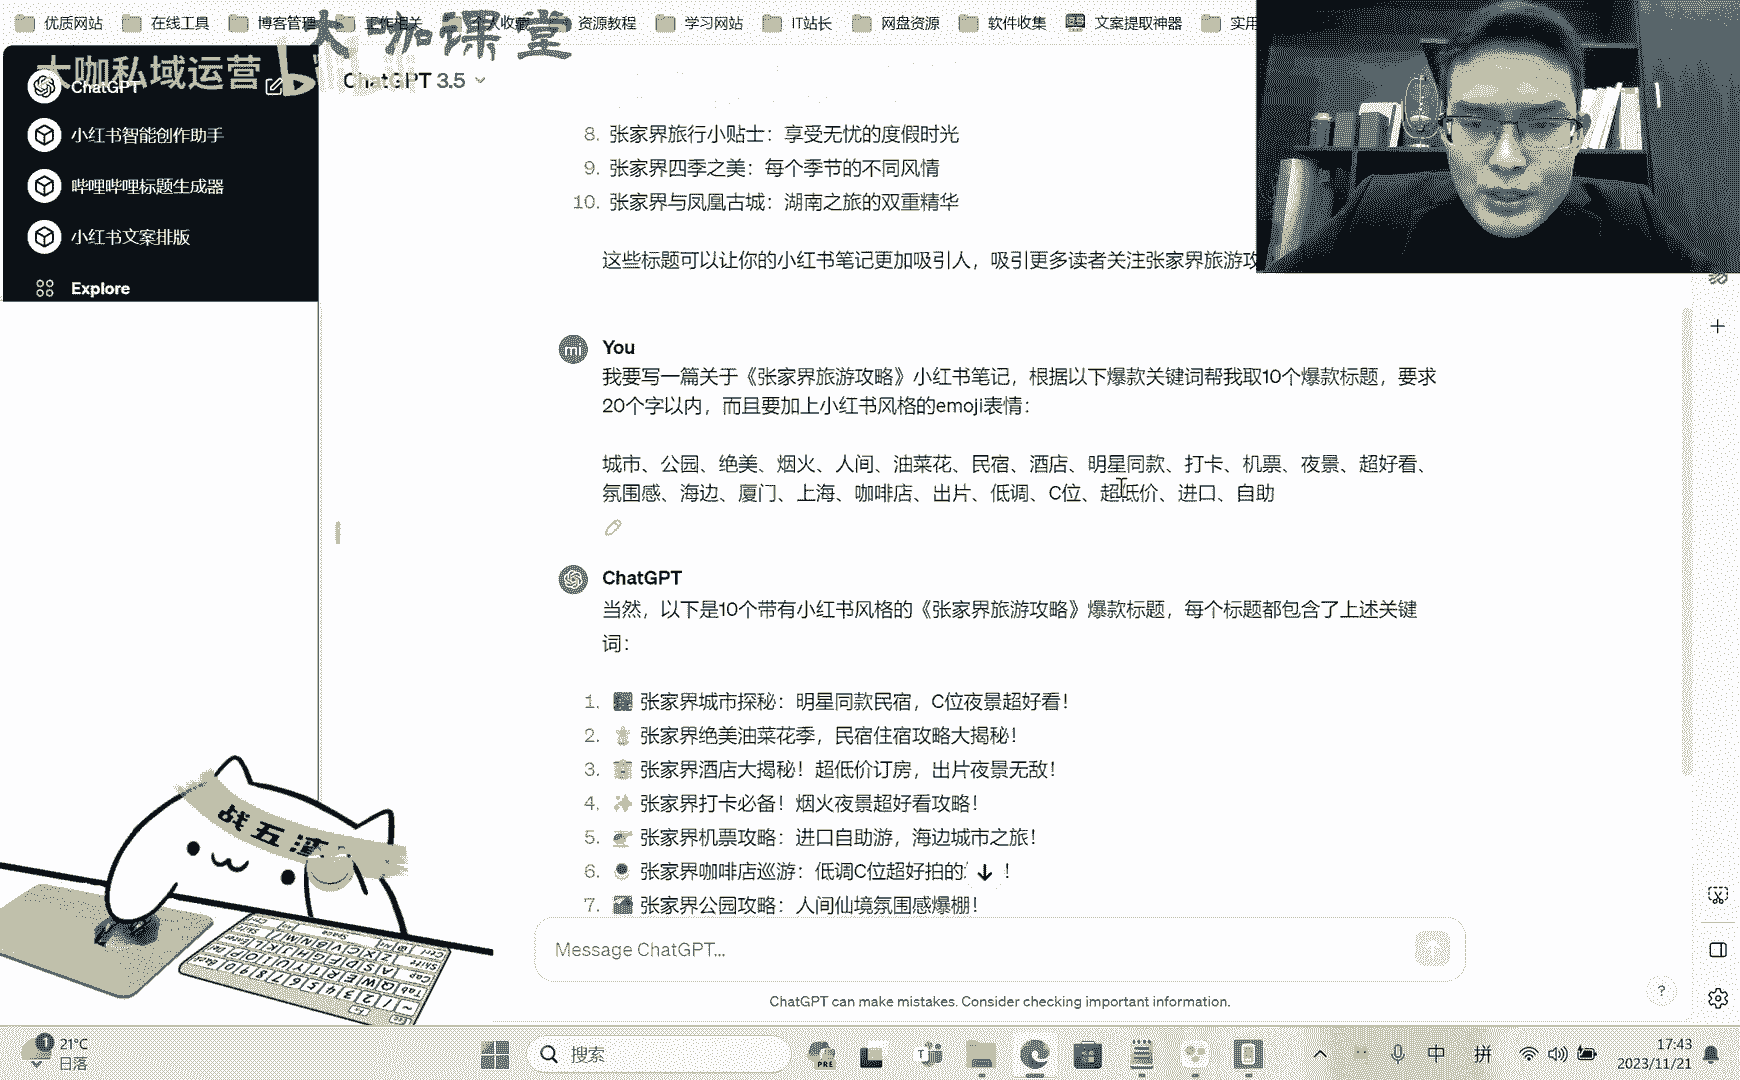 优质网站
在线工具
博客管理
工作相关
个人收藏
资源教程
学习网站
IT站长
网盘资源
软件收集
文案提取神器
实用
大咖课堂
大咖私域运营
ChatGPT
小红书智能创作助手
哔哩哔哩标题生成器
小红书文案排版
Explore
ChatGPT 3.5
8. 张家界旅行小贴士：享受无忧的度假时光
9. 张家界四季之美：每个季节的不同风情
10. 张家界与凤凰古城：湖南之旅的双重精华
这些标题可以让你的小红书笔记更加吸引人，吸引更多读者关注张家界旅游攻
mi
You
我要写一篇关于《张家界旅游攻略》小红书笔记，根据以下爆款关键词帮我取10个爆款标题，要求
20个字以内，而且要加上小红书风格的emoji表情：
城市、公园、绝美、烟火、人间、油菜花、民宿、酒店、明星同款、打卡、机票、夜景、超好看、
氛围感、海边、厦门、上海、咖啡店、出片、低调、C位、超低价、进口、自助
ChatGPT
当然，以下是10个带有小红书风格的《张家界旅游攻略》爆款标题，每个标题都包含了上述关键
词：
1. 张家界城市探秘：明星同款民宿，C位夜景超好看！
2. 张家界绝美油菜花季，民宿住宿攻略大揭秘！
3. 张家界酒店大揭秘！超低价订房，出片夜景无敌！
4. 张家界打卡必备！烟火夜景超好看攻略！
5. 张家界机票攻略：进口自助游，海边城市之旅！
6. 张家界咖啡店巡游：低调C位超好拍的 ！
7. 张家界公园攻略：人间仙境氛围感爆棚！
Message ChatGPT...
ChatGPT can make mistakes. Consider checking important information.
?
战五渣
1
21°C
日落
搜索
PRE
中
拼
17:43
2023/11/21